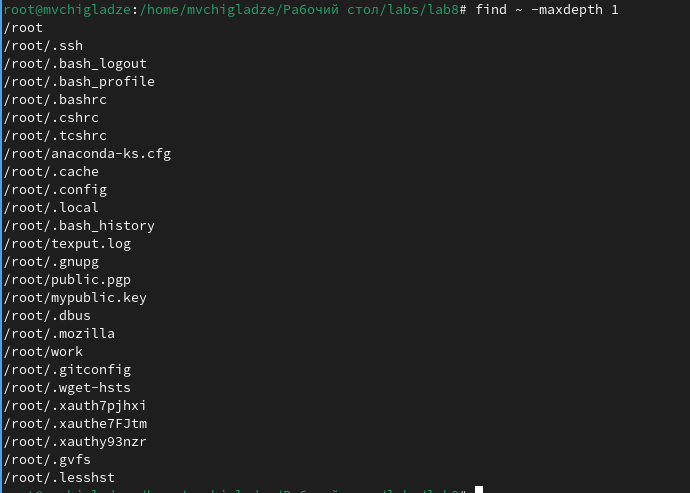 root@mvchigladze:/home/mvchigladze/Рабочий стол/labs/lab8# find ~ -maxdepth 1
/root
/root/.ssh
/root/.bash_logout
/root/.bash_profile
/root/.bashrc
/root/.cshrc
/root/.tcshrc
/root/anaconda-ks.cfg
/root/.cache
/root/.config
/root/.local
/root/.bash_history
/root/texput.log
/root/.gnupg
/root/public.pgp
/root/mypublic.key
/root/.dbus
/root/.mozilla
/root/work
/root/.gitconfig
/root/.wget-hsts
/root/.xauth7pjhxi
/root/.xauthe7FJtm
/root/.xauthy93nzr
/root/.gvfs
/root/.lesshst